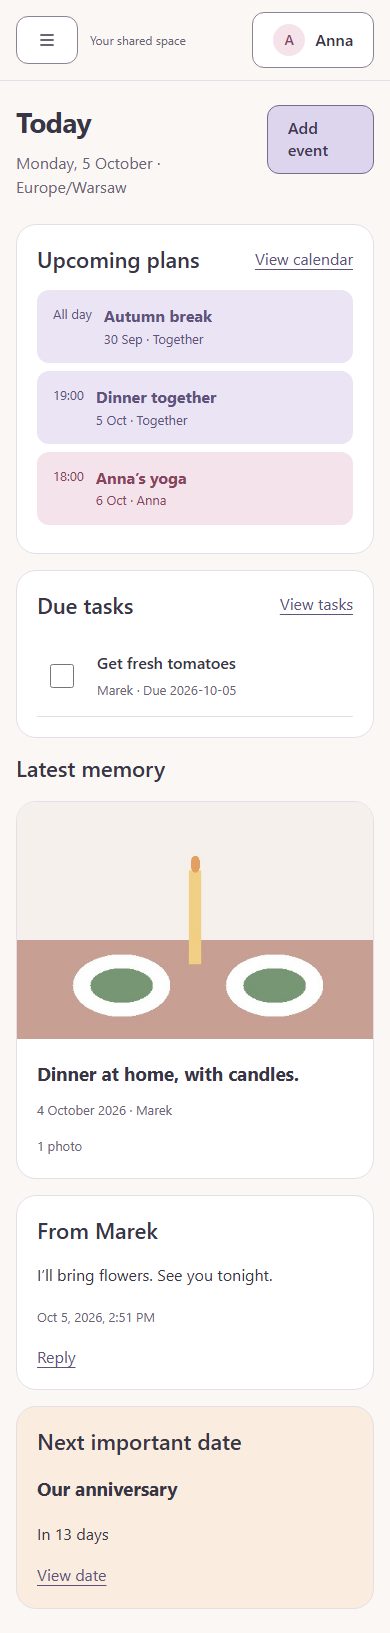 Your shared space
A
Anna
Today
Add
event
Monday, 5 October ·
Europe/Warsaw
Upcoming plans
View calendar
All day
Autumn break
30 Sep · Together
19:00
Dinner together
5 Oct · Together
18:00
Anna's yoga
6 Oct · Anna
Due tasks
View tasks
Get fresh tomatoes
Marek · Due 2026-10-05
Latest memory
Dinner at home, with candles.
4 October 2026 · Marek
1 photo
From Marek
I'll bring flowers. See you tonight.
Oct 5, 2026, 2:51 PM
Reply
Next important date
Our anniversary
In 13 days
View date